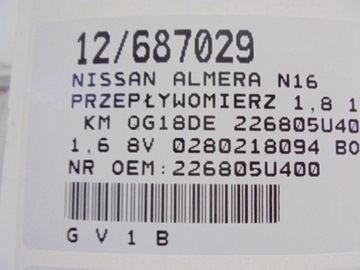 12/687029
NISSAN ALMERA N16
PRZEPŁYWOMIERZ 1,8 1
KM QG18DE 226805U40
1,6 8V 0280218094 BO
NR OEM:226805U400
G V 1 B